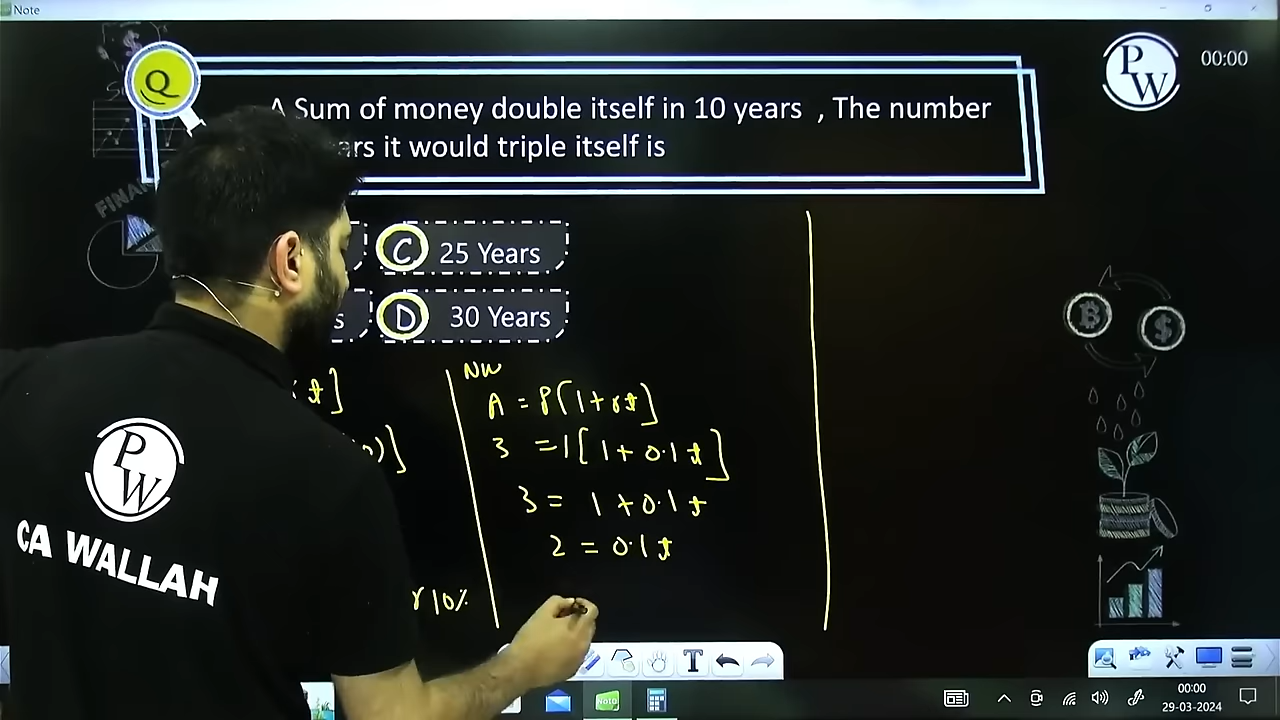 Note
PW
00:00
Q
A Sum of money double itself in 10 years , The number
it would triple itself is
FINAN
C 25 Years
D 30 Years
t]
)]
NW
A = P[1+rt]
3 =1[1+0.1t]
3 = 1+0.1t
2 = 0.1t
r 10%
PW
CA WALLAH
T
Note
00:00
29-03-2024